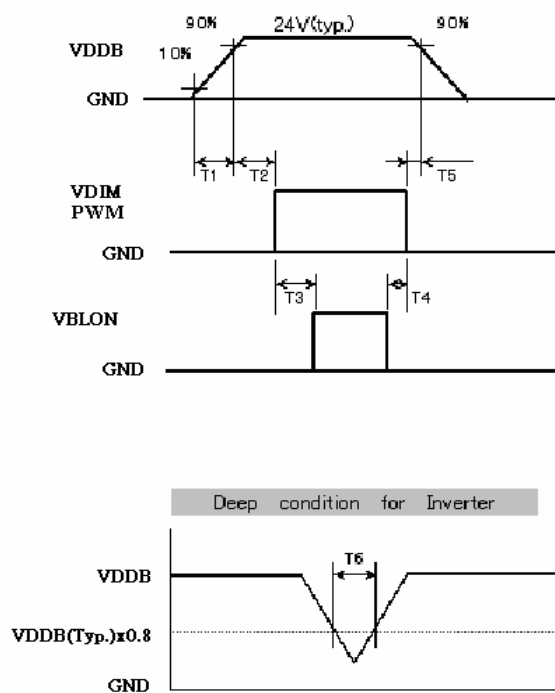 90%
24V(typ.)
90%
VDDB
10%
GND
T1
T2
T5
VDIM
PWM
GND
T3
T4
VBLON
GND
Deep condition for Inverter
T6
VDDB
VDDB(Typ.)x0.8
GND